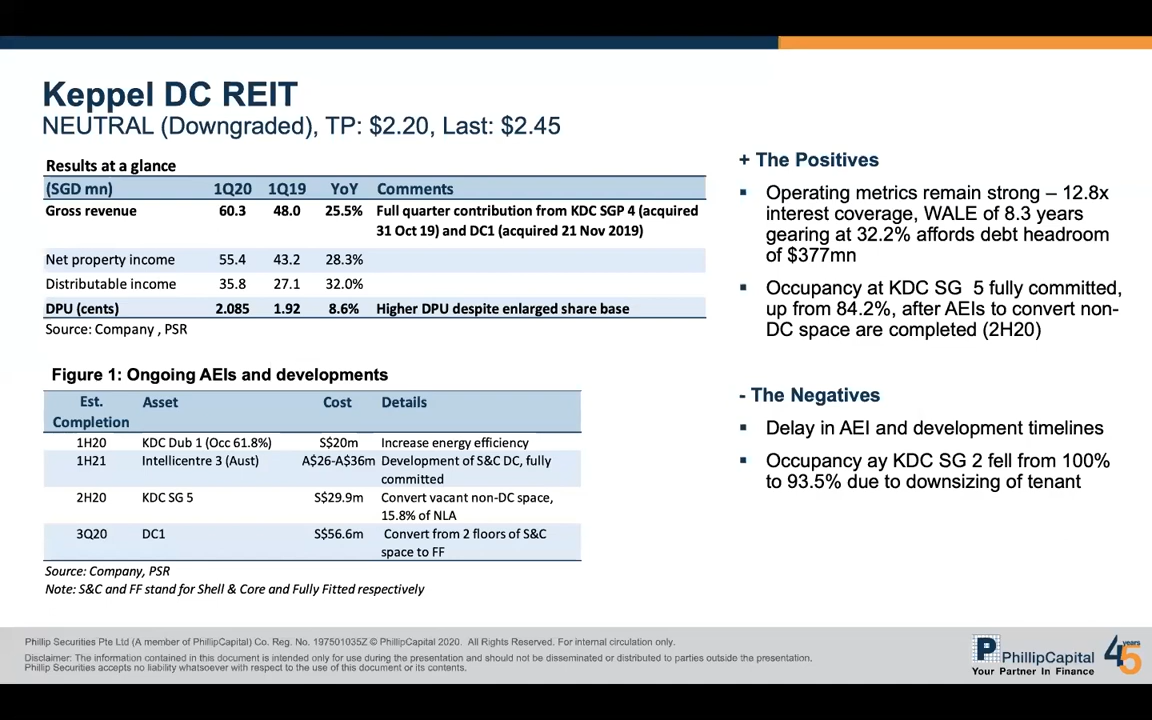 Keppel DC REIT
NEUTRAL (Downgraded), TP: $2.20, Last: $2.45
Results at a glance
(SGD mn) 1Q20 1Q19 YoY Comments
Gross revenue 60.3 48.0 25.5% Full quarter contribution from KDC SGP 4 (acquired
31 Oct 19) and DC1 (acquired 21 Nov 2019)
Net property income 55.4 43.2 28.3%
Distributable income 35.8 27.1 32.0%
DPU (cents) 2.085 1.92 8.6% Higher DPU despite enlarged share base
Source: Company , PSR
Figure 1: Ongoing AEIs and developments
Est.
Completion Asset Cost Details
1H20 KDC Dub 1 (Occ 61.8%) S$20m Increase energy efficiency
1H21 Intellicentre 3 (Aust) A$26-A$36m Development of S&C DC, fully
committed
2H20 KDC SG 5 S$29.9m Convert vacant non-DC space,
15.8% of NLA
3Q20 DC1 S$56.6m Convert from 2 floors of S&C
space to FF
Source: Company, PSR
Note: S&C and FF stand for Shell & Core and Fully Fitted respectively
+ The Positives
▪ Operating metrics remain strong – 12.8x
interest coverage, WALE of 8.3 years
gearing at 32.2% affords debt headroom
of $377mn
▪ Occupancy at KDC SG 5 fully committed,
up from 84.2%, after AEIs to convert non-
DC space are completed (2H20)
- The Negatives
▪ Delay in AEI and development timelines
▪ Occupancy ay KDC SG 2 fell from 100%
to 93.5% due to downsizing of tenant
Phillip Securities Pte Ltd (A member of PhillipCapital) Co. Reg. No. 197501035Z © PhillipCapital 2020. All Rights Reserved. For internal circulation only.
Disclaimer: The information contained in this document is intended only for use during the presentation and should not be disseminated or distributed to parties outside the presentation.
Phillip Securities accepts no liability whatsoever with respect to the use of this document or its contents.
P PhillipCapital
Your Partner In Finance
45 years